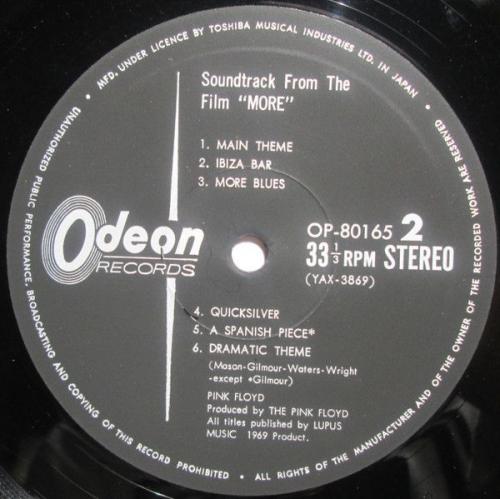 • MFD. UNDER LICENCE BY TOSHIBA MUSICAL INDUSTRIES LTD. IN JAPAN •
Soundtrack From The
Film "MORE"
1. MAIN THEME
2. IBIZA BAR
3. MORE BLUES
Odeon
RECORDS
OP-80165 2
33⅓ RPM STEREO
(YAX-3869)
4. QUICKSILVER
5. A SPANISH PIECE*
6. DRAMATIC THEME
(Mason-Gilmour-Waters-Wright
-except *Gilmour)
PINK FLOYD
Produced by THE PINK FLOYD
All titles published by LUPUS
MUSIC 1969 Product.
UNAUTHORIZED PUBLIC PERFORMANCE, BROADCASTING AND COPYING OF THIS RECORD PROHIBITED • ALL RIGHTS OF THE MANUFACTURER AND OF THE OWNER OF THE RECORDED WORK ARE RESERVED